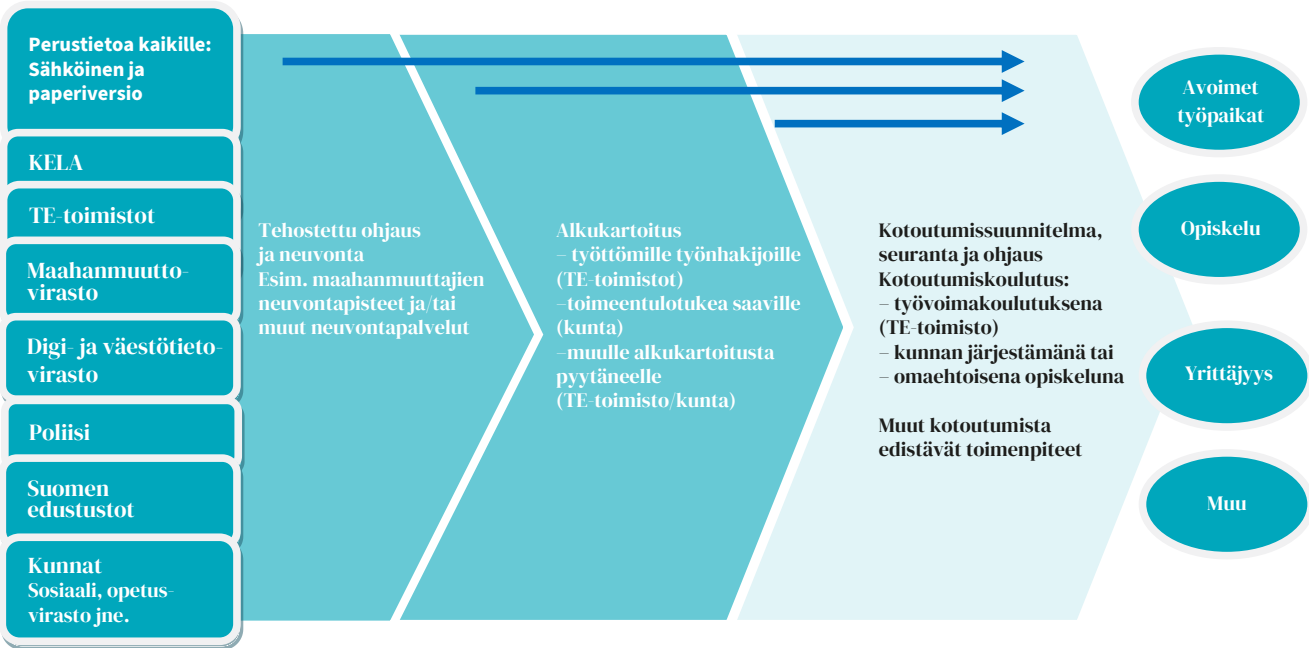 Perustietoa kaikille:
Sähköinen ja
paperiversio
KELA
TE-toimistot
Maahanmuutto-
virasto
Digi- ja väestötieto-
virasto
Poliisi
Suomen
edustustot
Kunnat
Sosiaali, opetus-
virasto jne.
Tehostettu ohjaus
ja neuvonta
Esim. maahanmuuttajien
neuvontapisteet ja/tai
muut neuvontapalvelut
Alkukartoitus
– työttömille työnhakijoille
(TE-toimistot)
–toimeentulotukea saaville
(kunta)
–muulle alkukartoitusta
pyytäneelle
(TE-toimisto/kunta)
Kotoutumissuunnitelma,
seuranta ja ohjaus
Kotoutumiskoulutus:
– työvoimakoulutuksena
(TE-toimisto)
– kunnan järjestämänä tai
– omaehtoisena opiskeluna
Muut kotoutumista
edistävät toimenpiteet
Avoimet
työpaikat
Opiskelu
Yrittäjyys
Muu